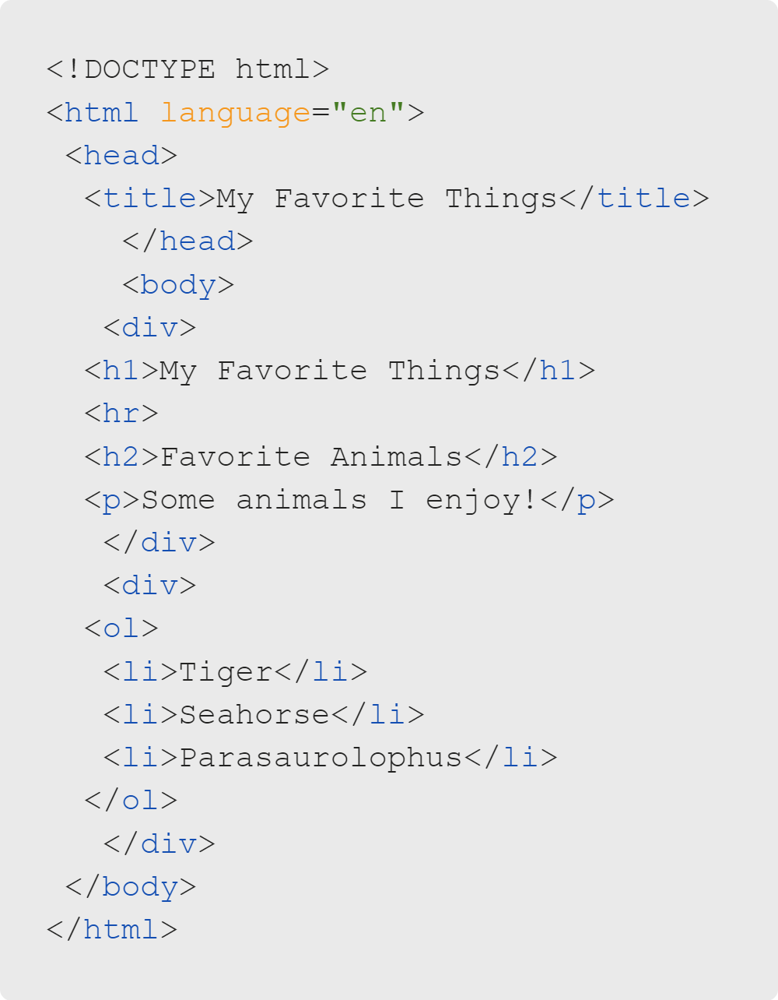 <!DOCTYPE html>
<html language="en">
 <head>
  <title>My Favorite Things</title>
    </head>
    <body>
   <div>
  <h1>My Favorite Things</h1>
  <hr>
  <h2>Favorite Animals</h2>
  <p>Some animals I enjoy!</p>
   </div>
   <div>
  <ol>
   <li>Tiger</li>
   <li>Seahorse</li>
   <li>Parasaurolophus</li>
  </ol>
   </div>
 </body>
</html>